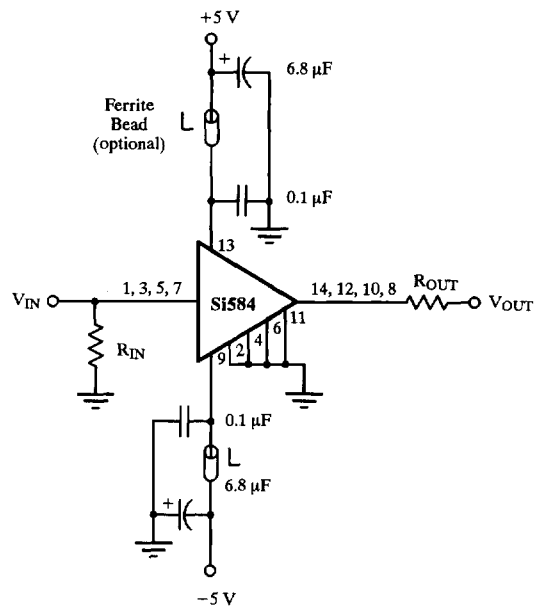 +5 V
+
6.8 µF
Ferrite
Bead
(optional)
L
0.1 µF
13
V_IN
1, 3, 5, 7
Si584
14, 12, 10, 8
R_OUT
V_OUT
R_IN
9
2
4
6
11
0.1 µF
L
6.8 µF
+
−5 V